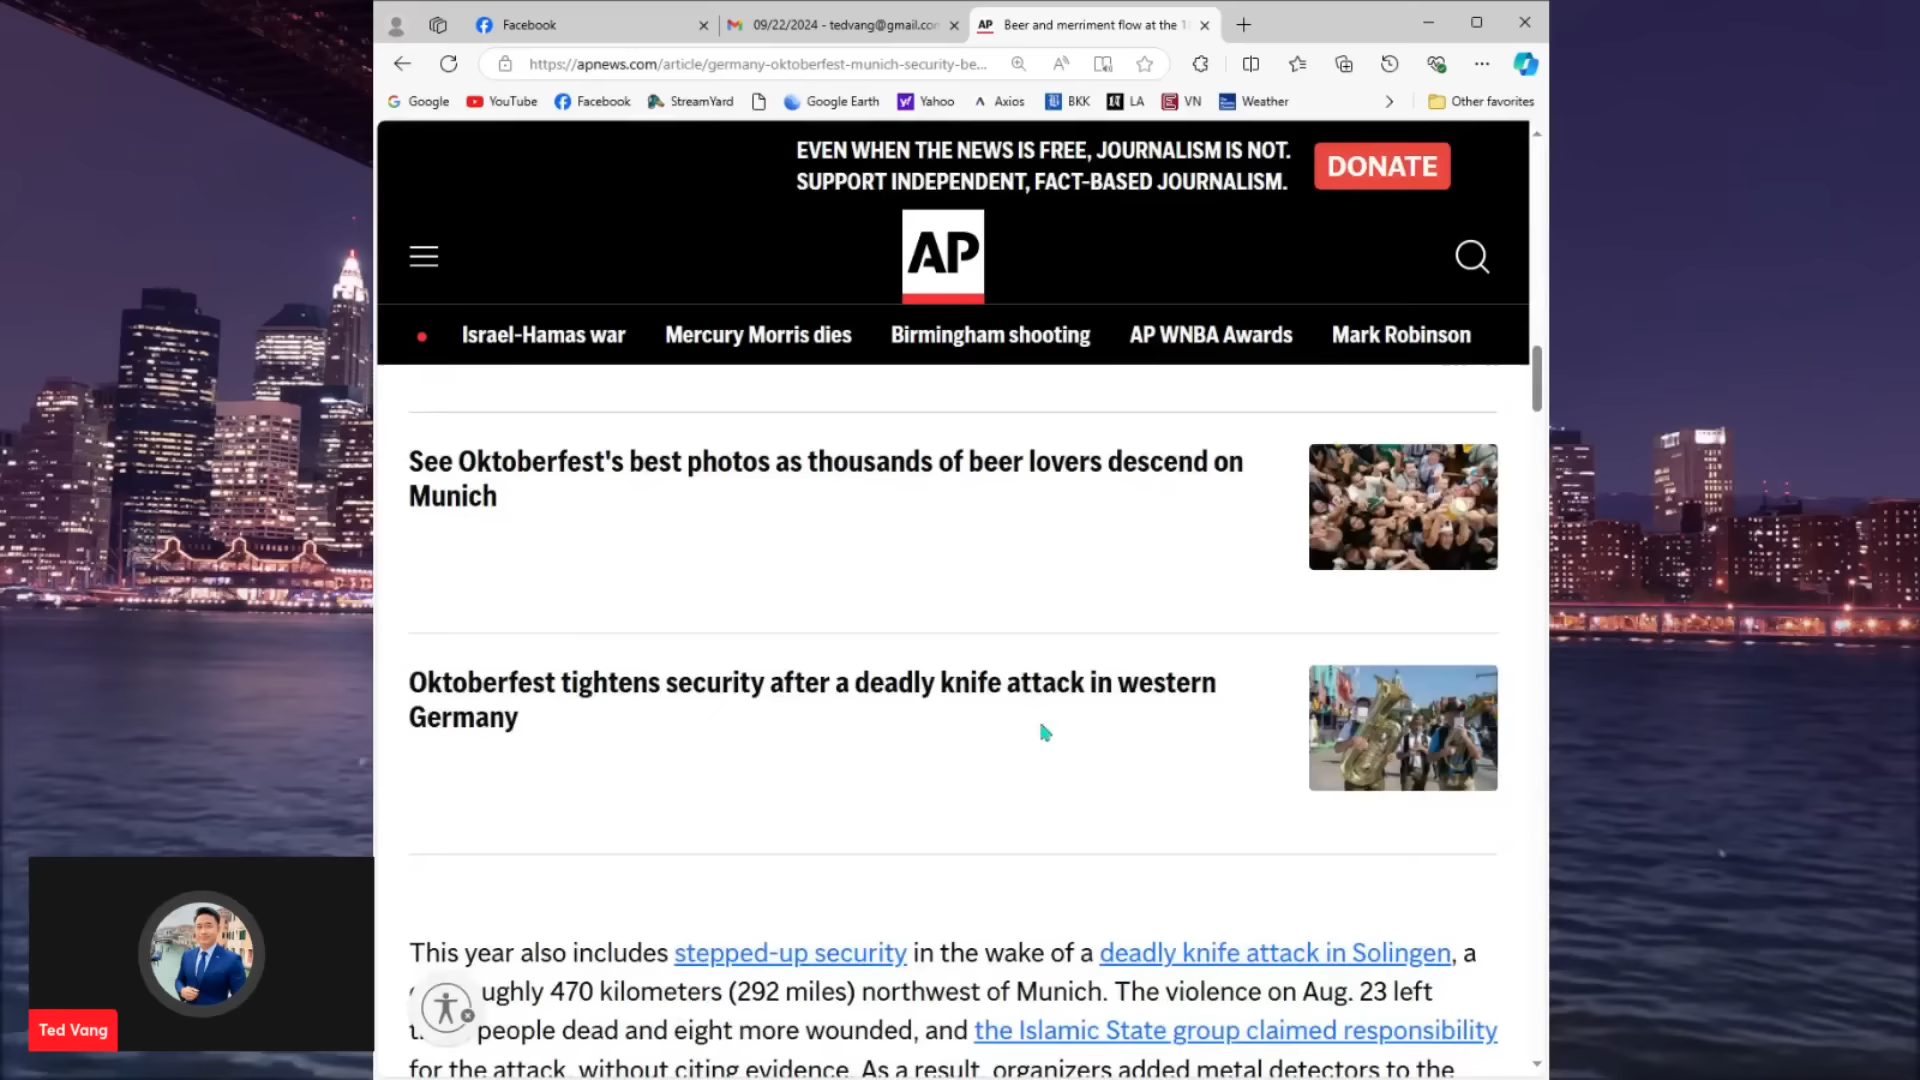 Facebook
09/22/2024 - tedvang@gmail.co
AP Beer and merriment flow at the 1
https://apnews.com/article/germany-oktoberfest-munich-security-be...
Google YouTube Facebook StreamYard Google Earth Yahoo Axios BKK LA VN Weather Other favorites
EVEN WHEN THE NEWS IS FREE, JOURNALISM IS NOT.
SUPPORT INDEPENDENT, FACT-BASED JOURNALISM.
DONATE
AP
Israel-Hamas war Mercury Morris dies Birmingham shooting AP WNBA Awards Mark Robinson
See Oktoberfest's best photos as thousands of beer lovers descend on
Munich
Oktoberfest tightens security after a deadly knife attack in western
Germany
This year also includes stepped-up security in the wake of a deadly knife attack in Solingen, a
ughly 470 kilometers (292 miles) northwest of Munich. The violence on Aug. 23 left
people dead and eight more wounded, and the Islamic State group claimed responsibility
for the attack, without citing evidence. As a result, organizers added metal detectors to the
Ted Vang